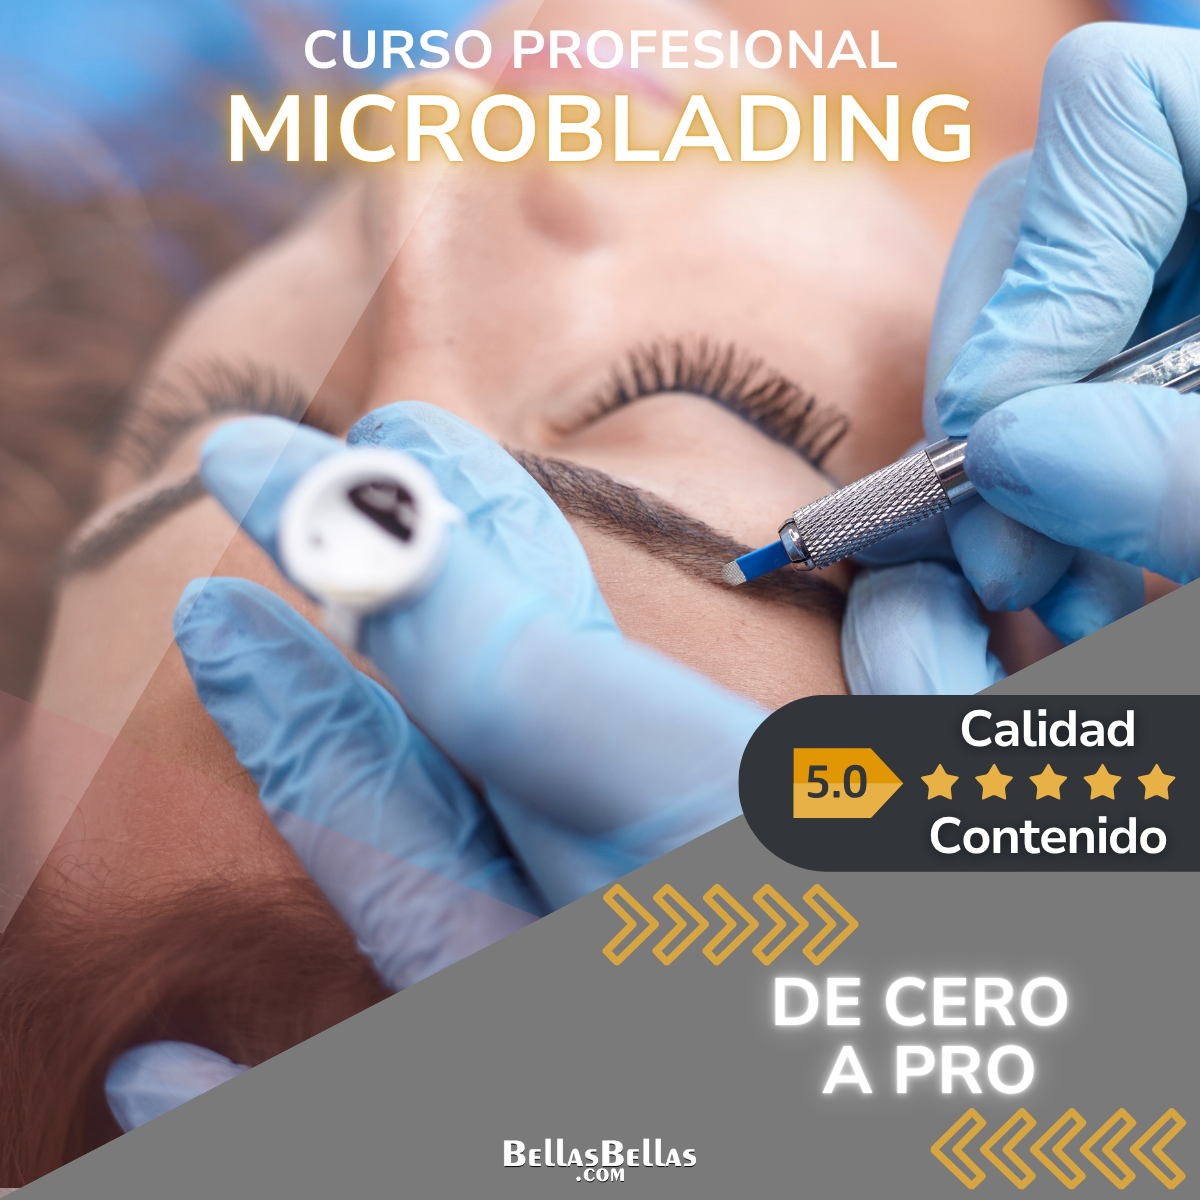 CURSO PROFESIONAL
MICROBLADING
Calidad
5.0
Contenido
DE CERO
A PRO
BELLASBELLAS
.COM